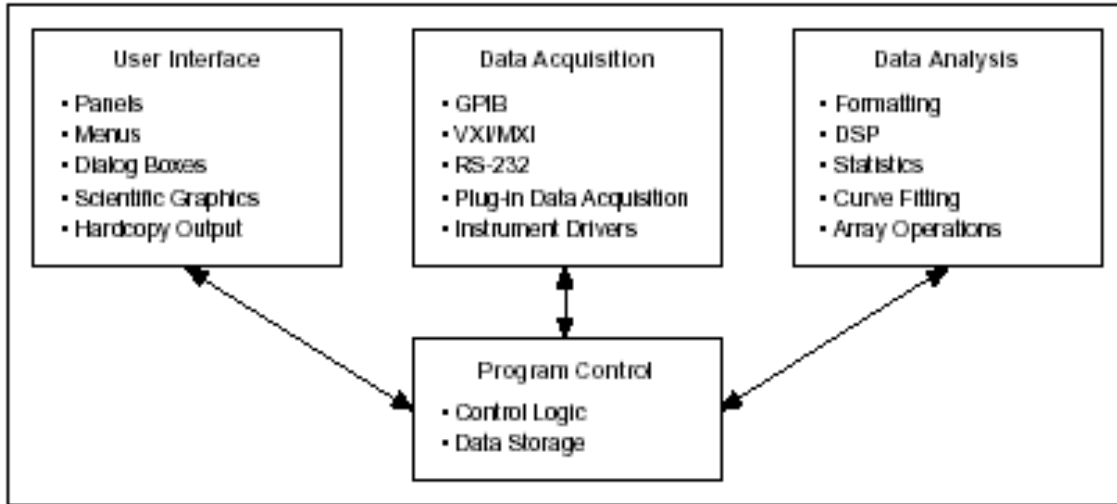 User Interface
• Panels
• Menus
• Dialog Boxes
• Scientific Graphics
• Hardcopy Output
Data Acquisition
• GPIB
• VXI/MXI
• RS-232
• Plug-in Data Acquisition
• Instrument Drivers
Data Analysis
• Formatting
• DSP
• Statistics
• Curve Fitting
• Array Operations
Program Control
• Control Logic
• Data Storage